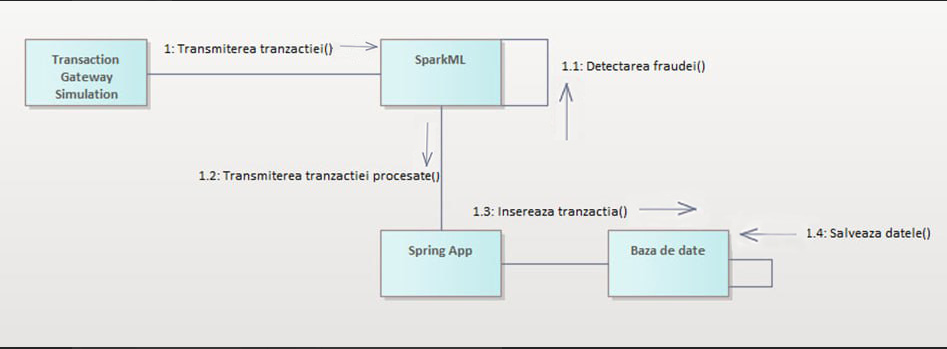 1: Transmiterea tranzactiei()
Transaction
Gateway
Simulation
SparkML
1.1: Detectarea fraudei()
1.2: Transmiterea tranzactiei procesate()
1.3: Insereaza tranzactia()
1.4: Salveaza datele()
Spring App
Baza de date